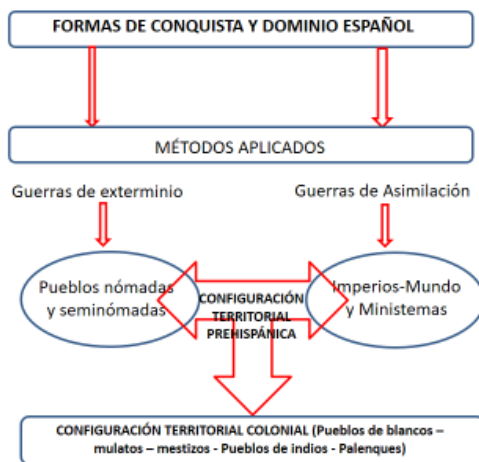 FORMAS DE CONQUISTA Y DOMINIO ESPAÑOL
MÉTODOS APLICADOS
Guerras de exterminio
Guerras de Asimilación
Pueblos nómadas
y seminómadas
CONFIGURACIÓN
TERRITORIAL
PREHISPÁNICA
Imperios-Mundo
y Ministemas
CONFIGURACIÓN TERRITORIAL COLONIAL (Pueblos de blancos –
mulatos – mestizos - Pueblos de indios - Palenques)